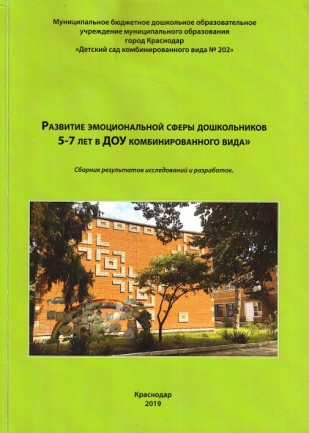 Муниципальное бюджетное дошкольное образовательное
учреждение муниципального образования
город Краснодар
«Детский сад комбинированного вида № 202»
Развитие эмоциональной сферы дошкольников
5-7 лет в ДОУ комбинированного вида»
Сборник результатов исследований и разработок.
Краснодар
2019